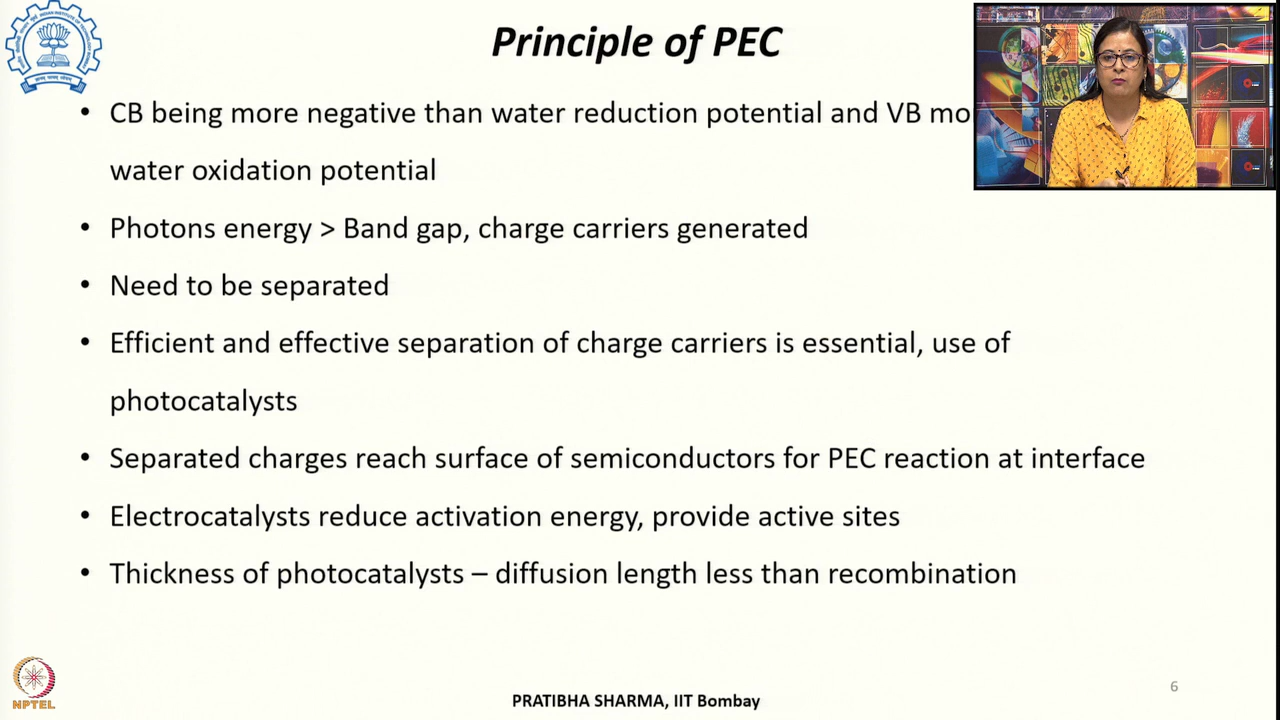 Principle of PEC
• CB being more negative than water reduction potential and VB mo
water oxidation potential
• Photons energy > Band gap, charge carriers generated
• Need to be separated
• Efficient and effective separation of charge carriers is essential, use of
photocatalysts
• Separated charges reach surface of semiconductors for PEC reaction at interface
• Electrocatalysts reduce activation energy, provide active sites
• Thickness of photocatalysts – diffusion length less than recombination
NPTEL
PRATIBHA SHARMA, IIT Bombay
6